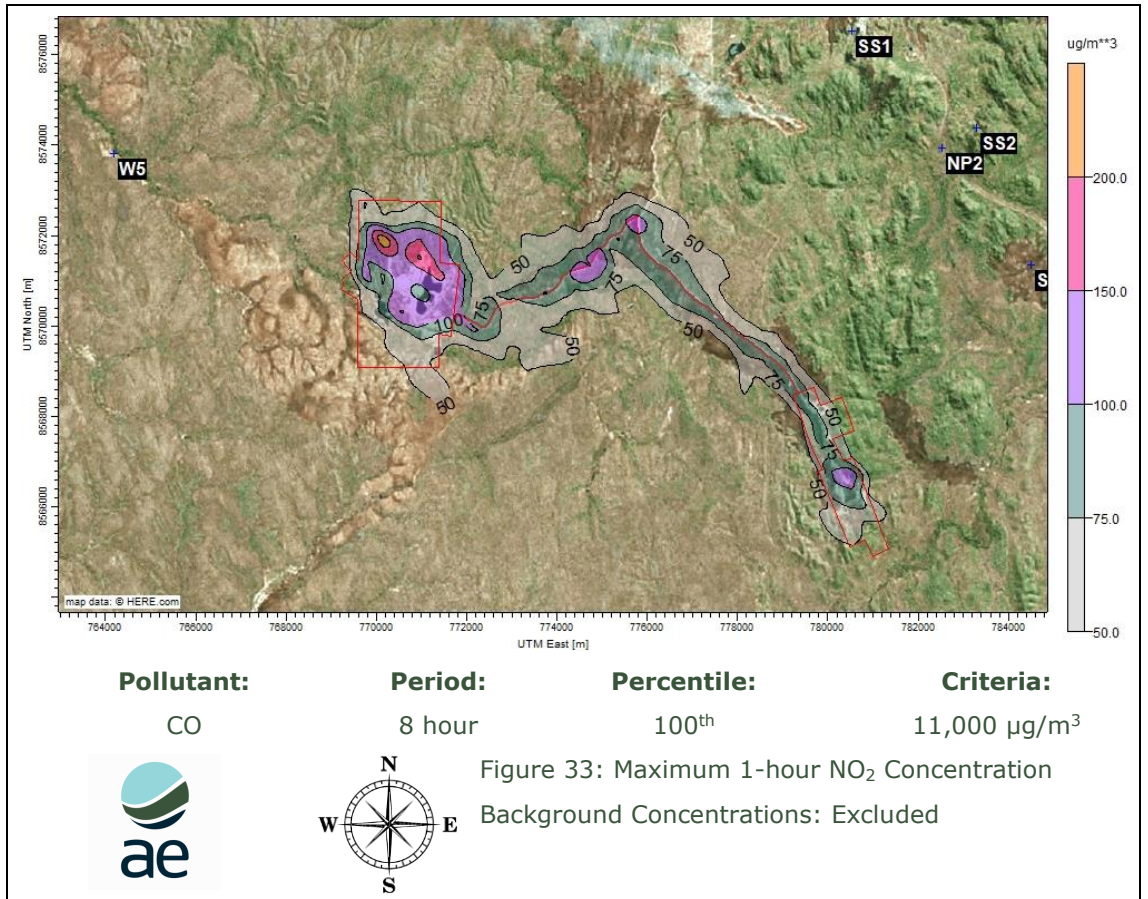 ug/m**3
200.0
150.0
100.0
75.0
50.0
8576000
8574000
8572000
8570000
8568000
8566000
UTM North [m]
SS1
SS2
NP2
W5
S
50
50
75
75
75
100
50
50
50
75
50
75
50
map data: © HERE.com
764000 766000 768000 770000 772000 774000 776000 778000 780000 782000 784000
UTM East [m]
Pollutant: Period: Percentile: Criteria:
CO 8 hour 100th 11,000 µg/m³
Figure 33: Maximum 1-hour NO₂ Concentration
Background Concentrations: Excluded
ae
N
W E
S